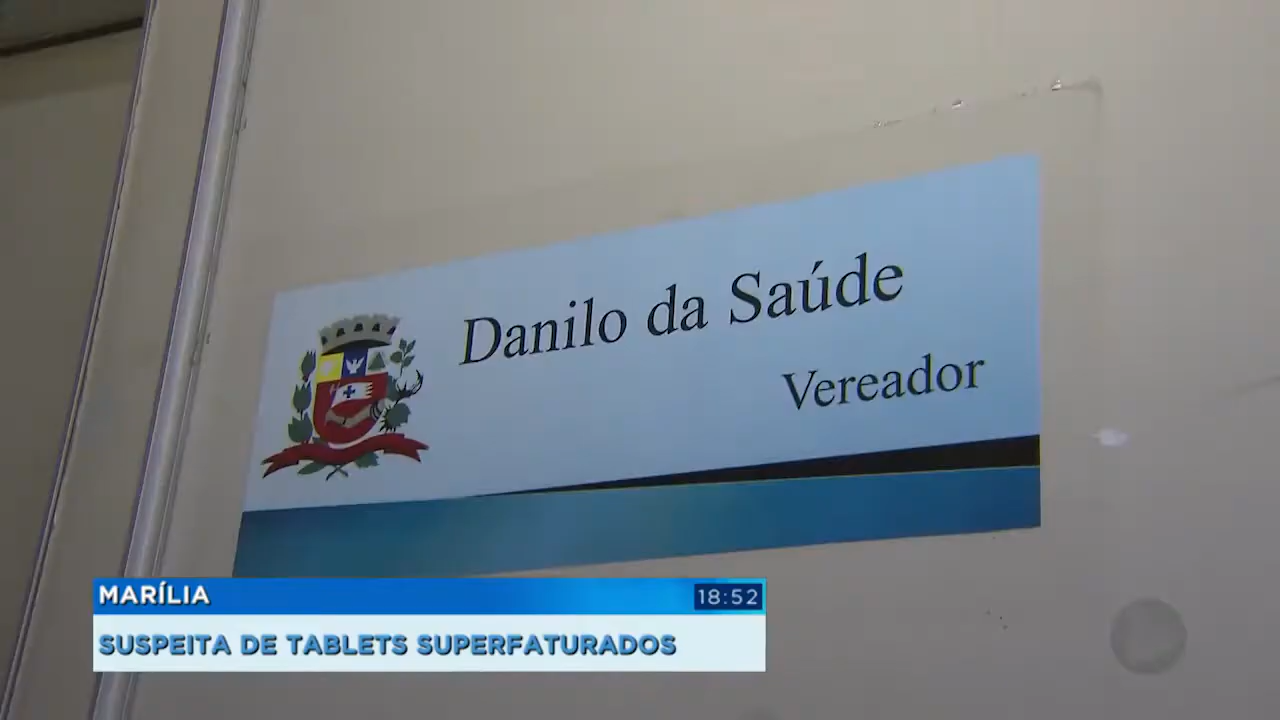 Danilo da Saúde
Vereador
MARÍLIA
18:52
SUSPEITA DE TABLETS SUPERFATURADOS